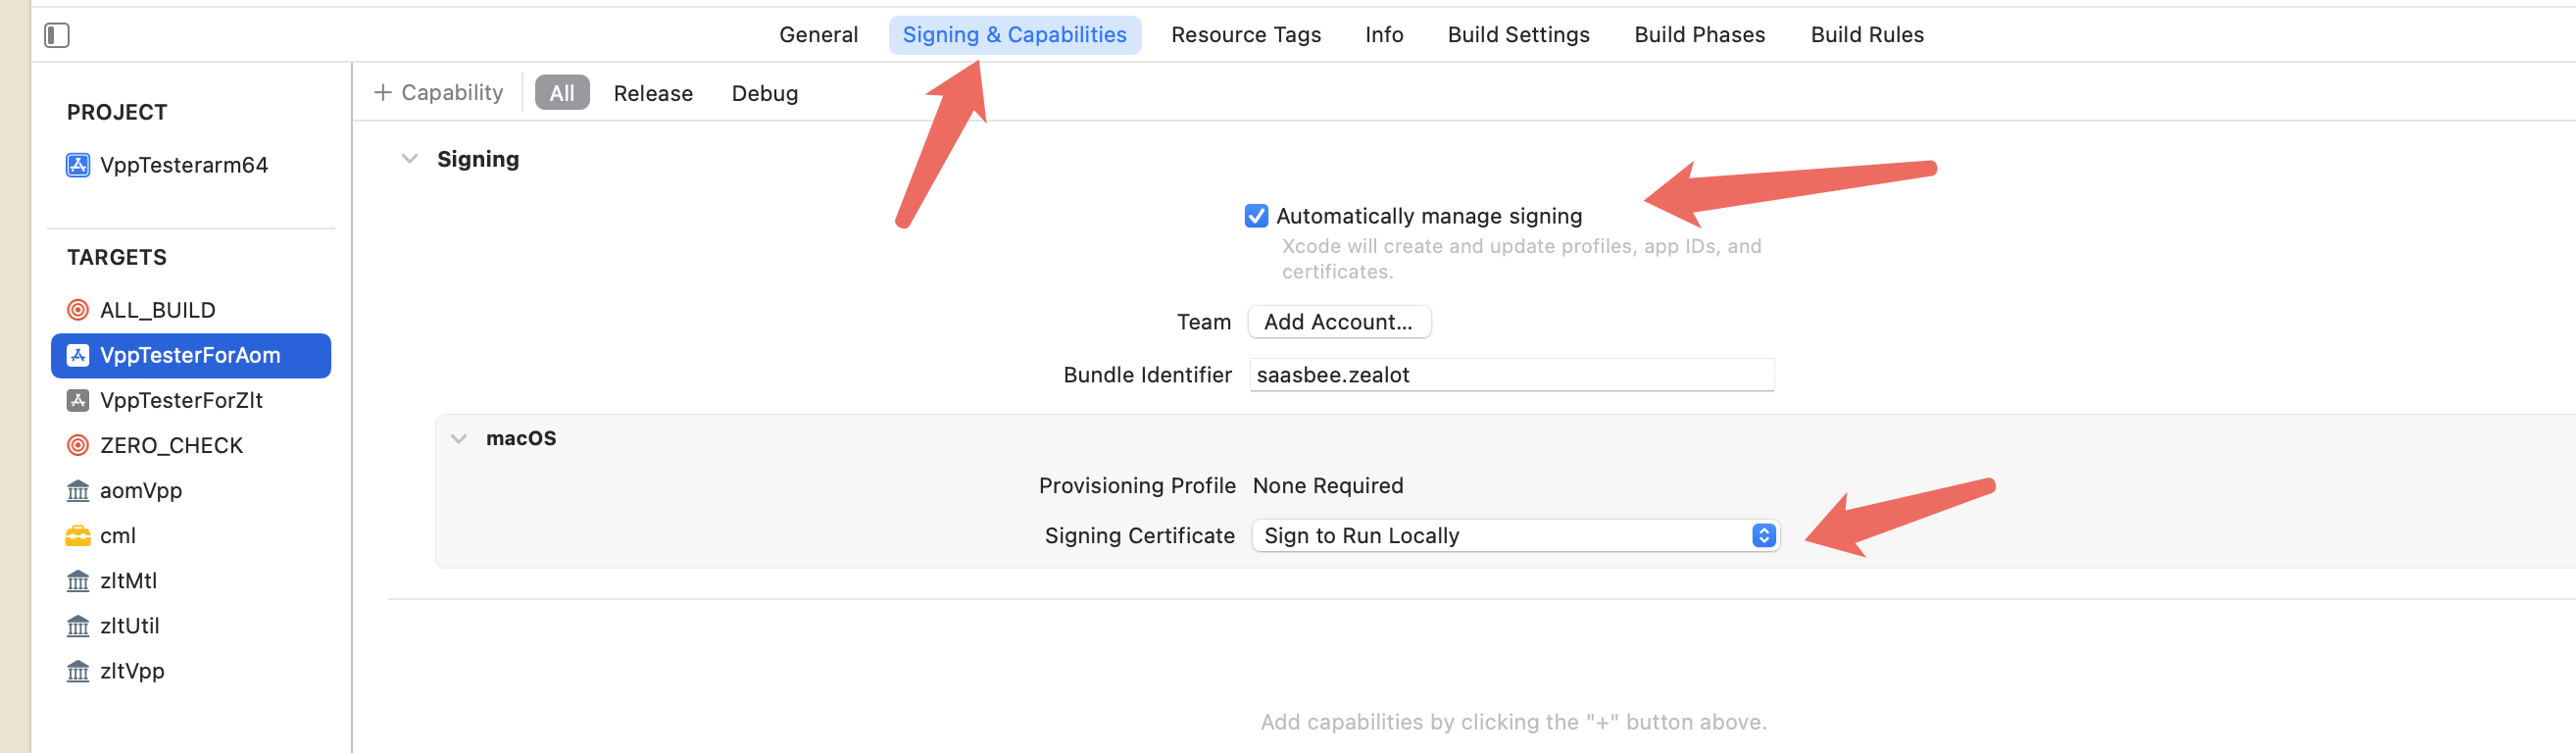 General Signing & Capabilities Resource Tags Info Build Settings Build Phases Build Rules
+ Capability All Release Debug
PROJECT
VppTesterarm64
TARGETS
ALL_BUILD
VppTesterForAom
VppTesterForZlt
ZERO_CHECK
aomVpp
cml
zltMtl
zltUtil
zltVpp
Signing
Automatically manage signing
Xcode will create and update profiles, app IDs, and
certificates.
Team Add Account...
Bundle Identifier saasbee.zealot
macOS
Provisioning Profile None Required
Signing Certificate Sign to Run Locally
Add capabilities by clicking the "+" button above.